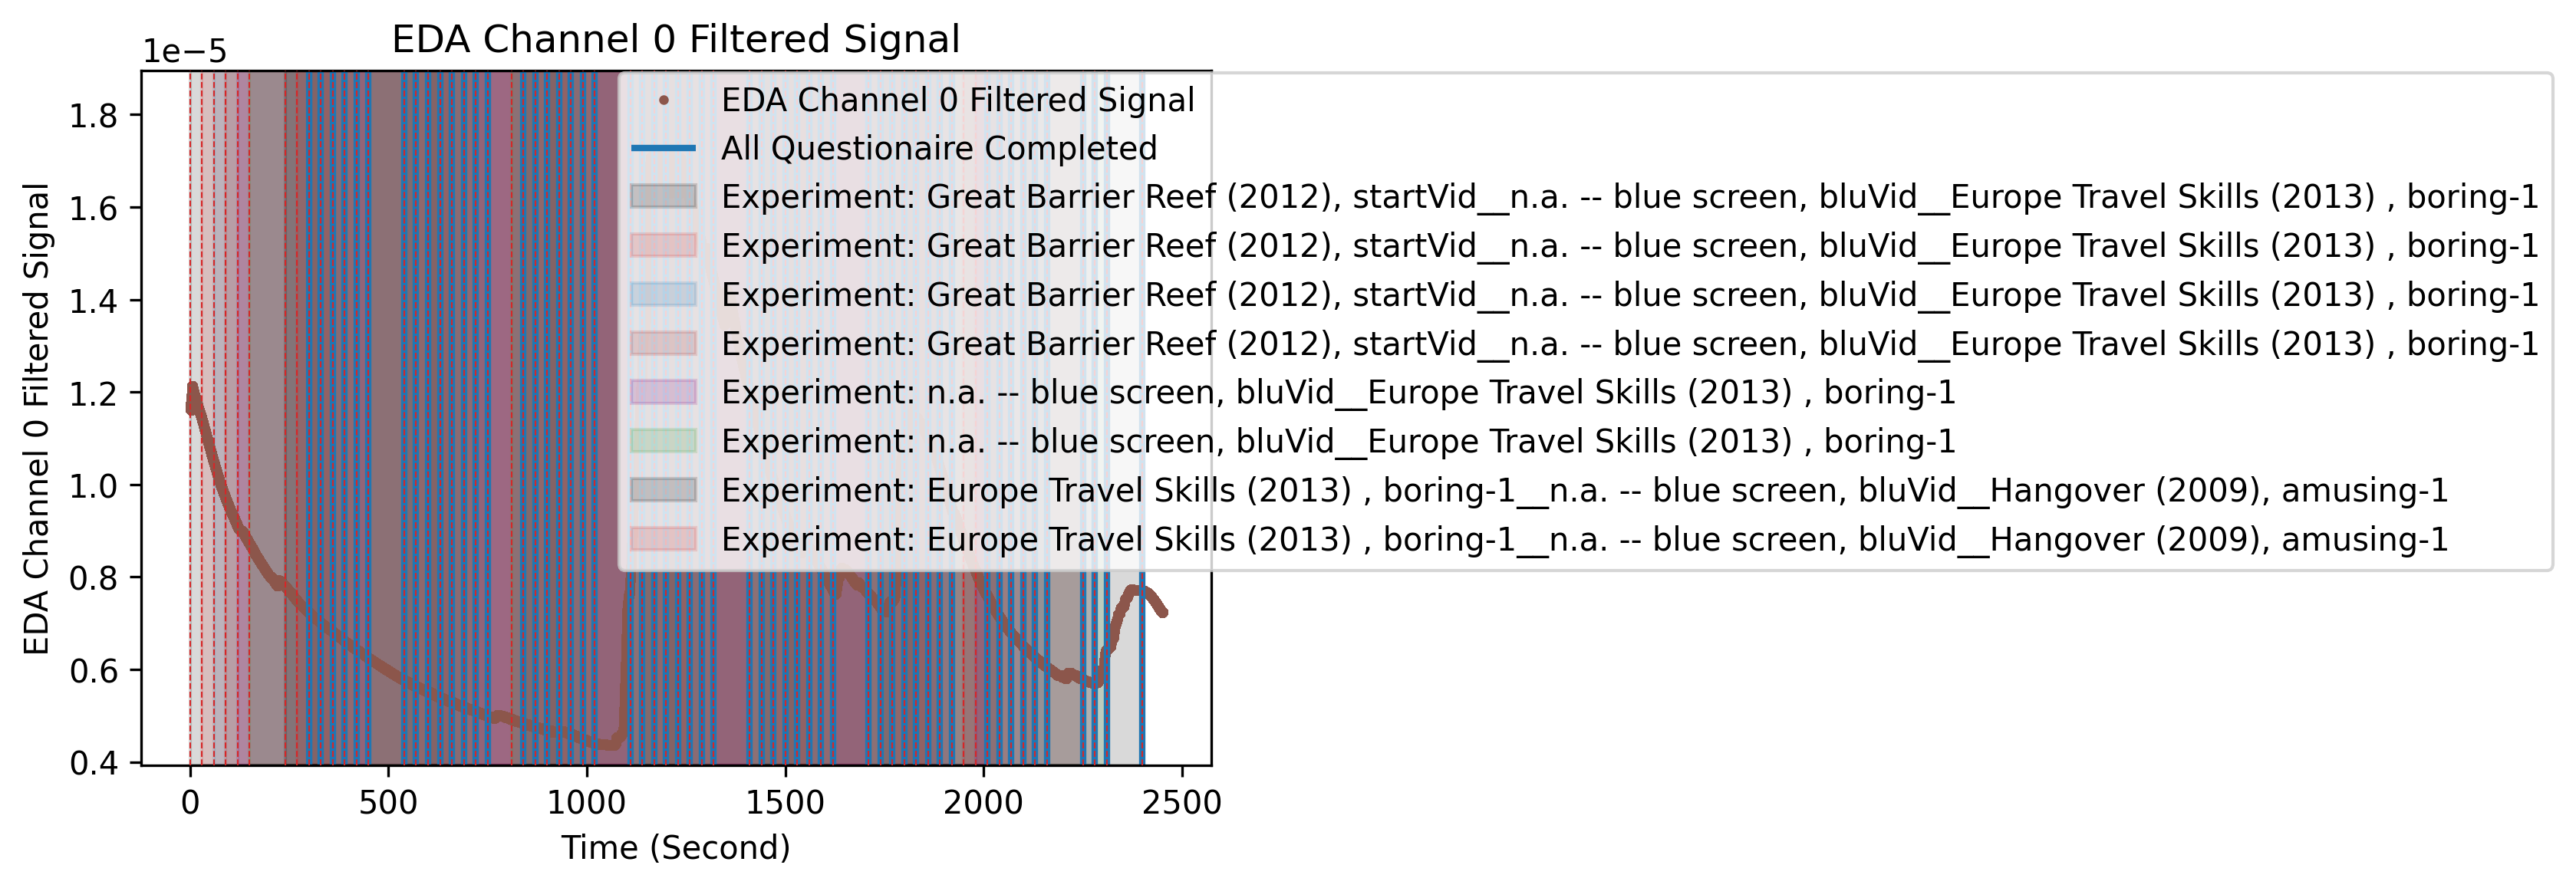 EDA Channel 0 Filtered Signal
1e−5
1.8
1.6
1.4
1.2
1.0
0.8
0.6
0.4
EDA Channel 0 Filtered Signal
0
500
1000
1500
2000
2500
Time (Second)
EDA Channel 0 Filtered Signal
All Questionaire Completed
Experiment: Great Barrier Reef (2012), startVid__n.a. -- blue screen, bluVid__Europe Travel Skills (2013) , boring-1
Experiment: Great Barrier Reef (2012), startVid__n.a. -- blue screen, bluVid__Europe Travel Skills (2013) , boring-1
Experiment: Great Barrier Reef (2012), startVid__n.a. -- blue screen, bluVid__Europe Travel Skills (2013) , boring-1
Experiment: Great Barrier Reef (2012), startVid__n.a. -- blue screen, bluVid__Europe Travel Skills (2013) , boring-1
Experiment: n.a. -- blue screen, bluVid__Europe Travel Skills (2013) , boring-1
Experiment: n.a. -- blue screen, bluVid__Europe Travel Skills (2013) , boring-1
Experiment: Europe Travel Skills (2013) , boring-1__n.a. -- blue screen, bluVid__Hangover (2009), amusing-1
Experiment: Europe Travel Skills (2013) , boring-1__n.a. -- blue screen, bluVid__Hangover (2009), amusing-1